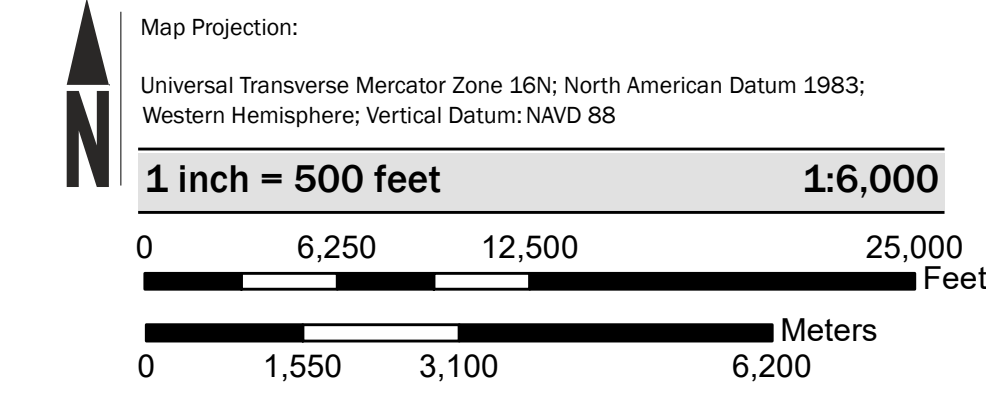 N
Map Projection:
Universal Transverse Mercator Zone 16N; North American Datum 1983;
Western Hemisphere; Vertical Datum: NAVD 88
1 inch = 500 feet 1:6,000
0 6,250 12,500 25,000
Feet
Meters
0 1,550 3,100 6,200